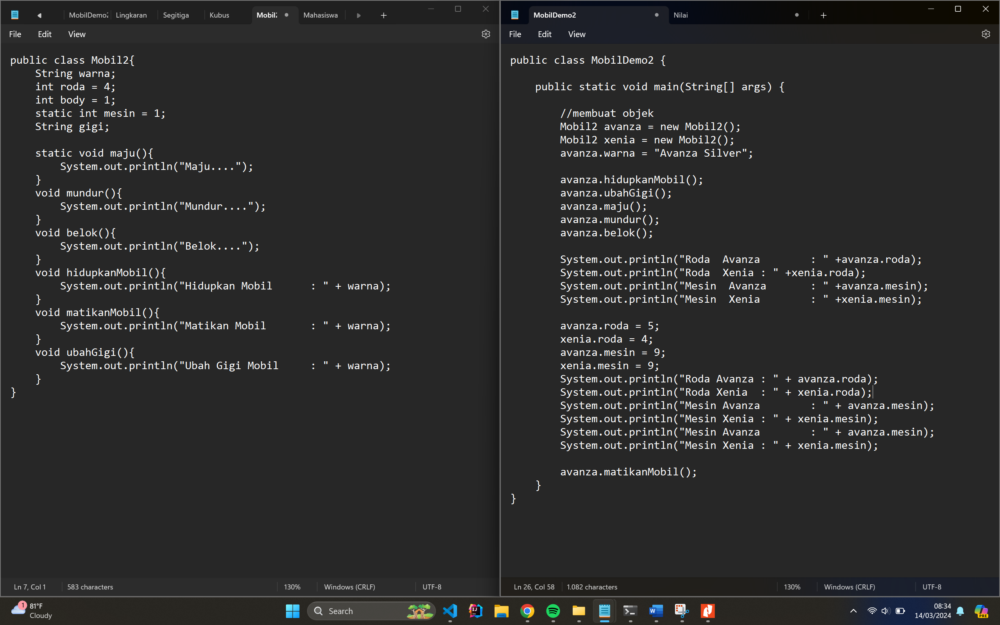 MobilDemo2 Lingkaran Segitiga Kubus Mobil2 Mahasiswa
File Edit View
public class Mobil2{
    String warna;
    int roda = 4;
    int body = 1;
    static int mesin = 1;
    String gigi;
    static void maju(){
        System.out.println("Maju....");
    }
    void mundur(){
        System.out.println("Mundur....");
    }
    void belok(){
        System.out.println("Belok....");
    }
    void hidupkanMobil(){
        System.out.println("Hidupkan Mobil      : " + warna);
    }
    void matikanMobil(){
        System.out.println("Matikan Mobil       : " + warna);
    }
    void ubahGigi(){
        System.out.println("Ubah Gigi Mobil     : " + warna);
    }
}
Ln 7, Col 1 583 characters 130% Windows (CRLF) UTF-8
MobilDemo2 Nilai
File Edit View
public class MobilDemo2 {
    public static void main(String[] args) {
        //membuat objek
        Mobil2 avanza = new Mobil2();
        Mobil2 xenia = new Mobil2();
        avanza.warna = "Avanza Silver";
        avanza.hidupkanMobil();
        avanza.ubahGigi();
        avanza.maju();
        avanza.mundur();
        avanza.belok();
        System.out.println("Roda  Avanza        : " +avanza.roda);
        System.out.println("Roda  Xenia : " +xenia.roda);
        System.out.println("Mesin  Avanza       : " +avanza.mesin);
        System.out.println("Mesin  Xenia        : " +xenia.mesin);
        avanza.roda = 5;
        xenia.roda = 4;
        avanza.mesin = 9;
        xenia.mesin = 9;
        System.out.println("Roda Avanza : " + avanza.roda);
        System.out.println("Roda Xenia  : " + xenia.roda);
        System.out.println("Mesin Avanza        : " + avanza.mesin);
        System.out.println("Mesin Xenia : " + xenia.mesin);
        System.out.println("Mesin Avanza        : " + avanza.mesin);
        System.out.println("Mesin Xenia : " + xenia.mesin);
        avanza.matikanMobil();
    }
}
Ln 26, Col 58 1.082 characters 130% Windows (CRLF) UTF-8
1 81°F
Cloudy
Search
IJ
W
PRE
08:34
14/03/2024